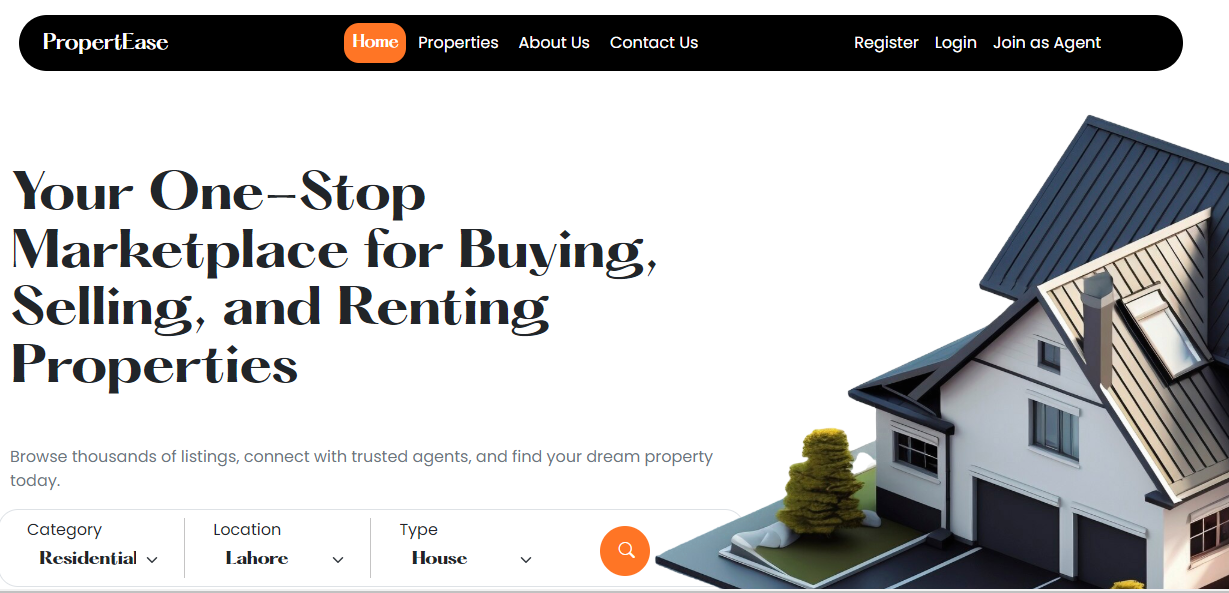 PropertEase Home Properties About Us Contact Us Register Login Join as Agent
Your One-Stop
Marketplace for Buying,
Selling, and Renting
Properties
Browse thousands of listings, connect with trusted agents, and find your dream property
today.
Category Location Type
Residential Lahore House